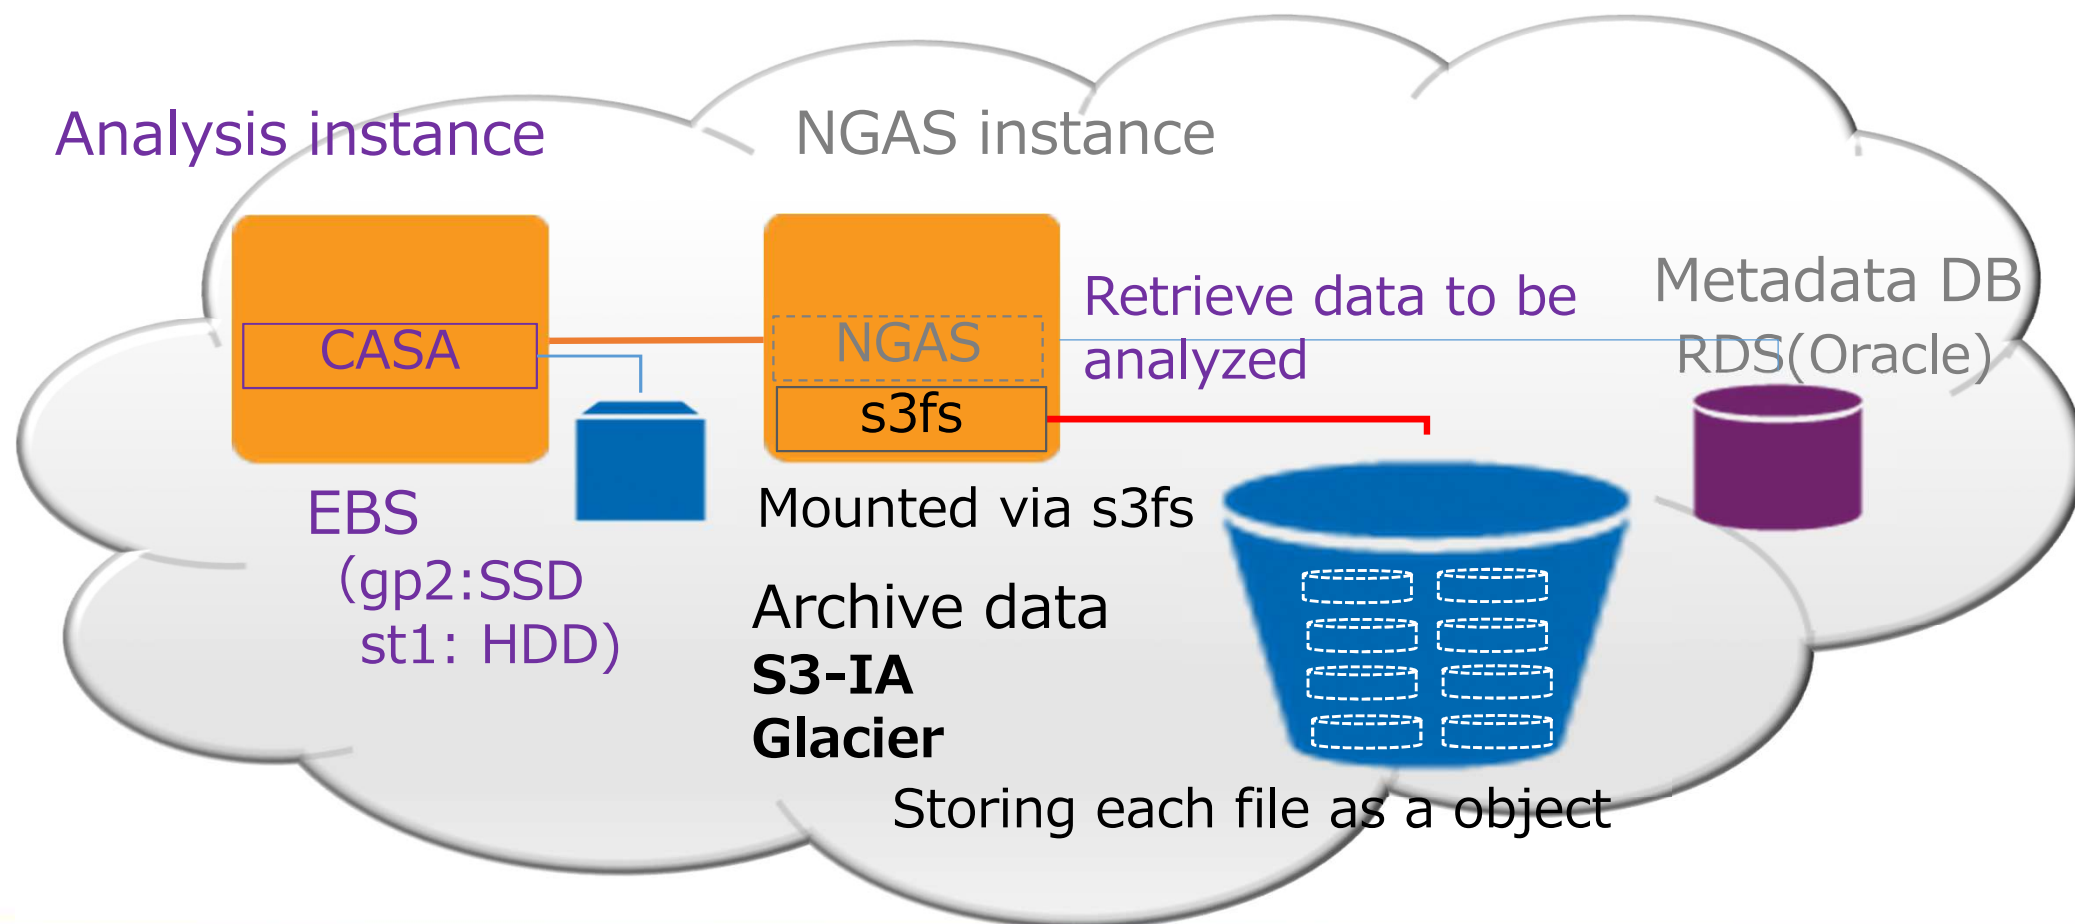 Analysis instance
NGAS instance
CASA
NGAS
s3fs
Retrieve data to be
analyzed
Metadata DB
RDS(Oracle)
EBS
（gp2:SSD
st1: HDD)
Mounted via s3fs
Archive data
S3-IA
Glacier
Storing each file as a object